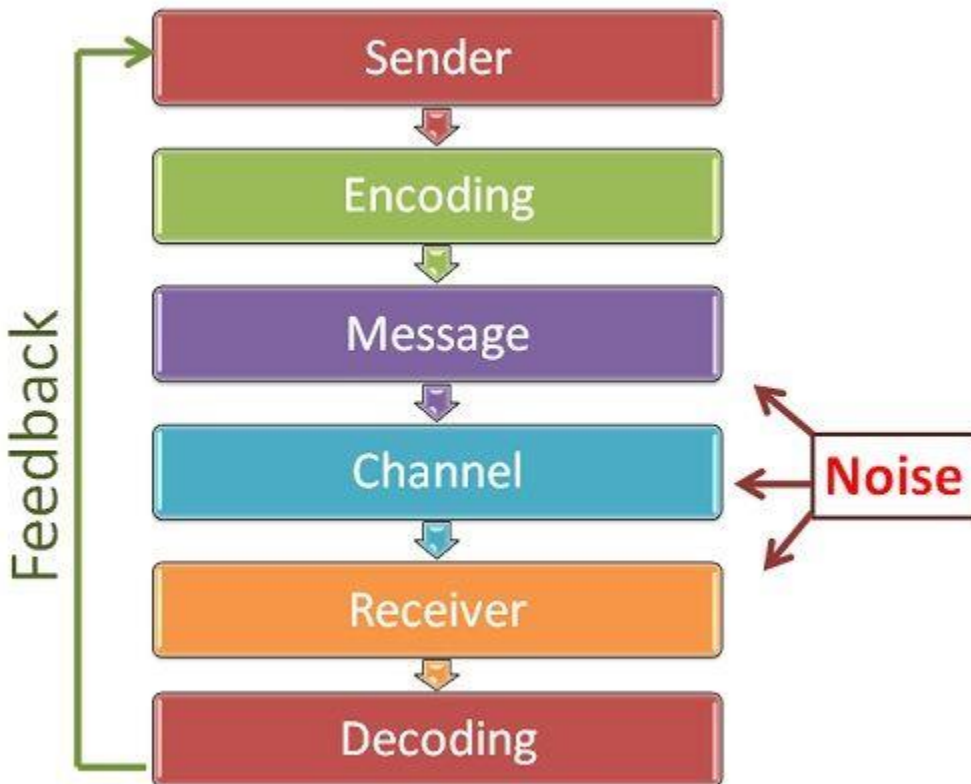 Sender
Encoding
Message
Channel
Receiver
Decoding
Feedback
Noise